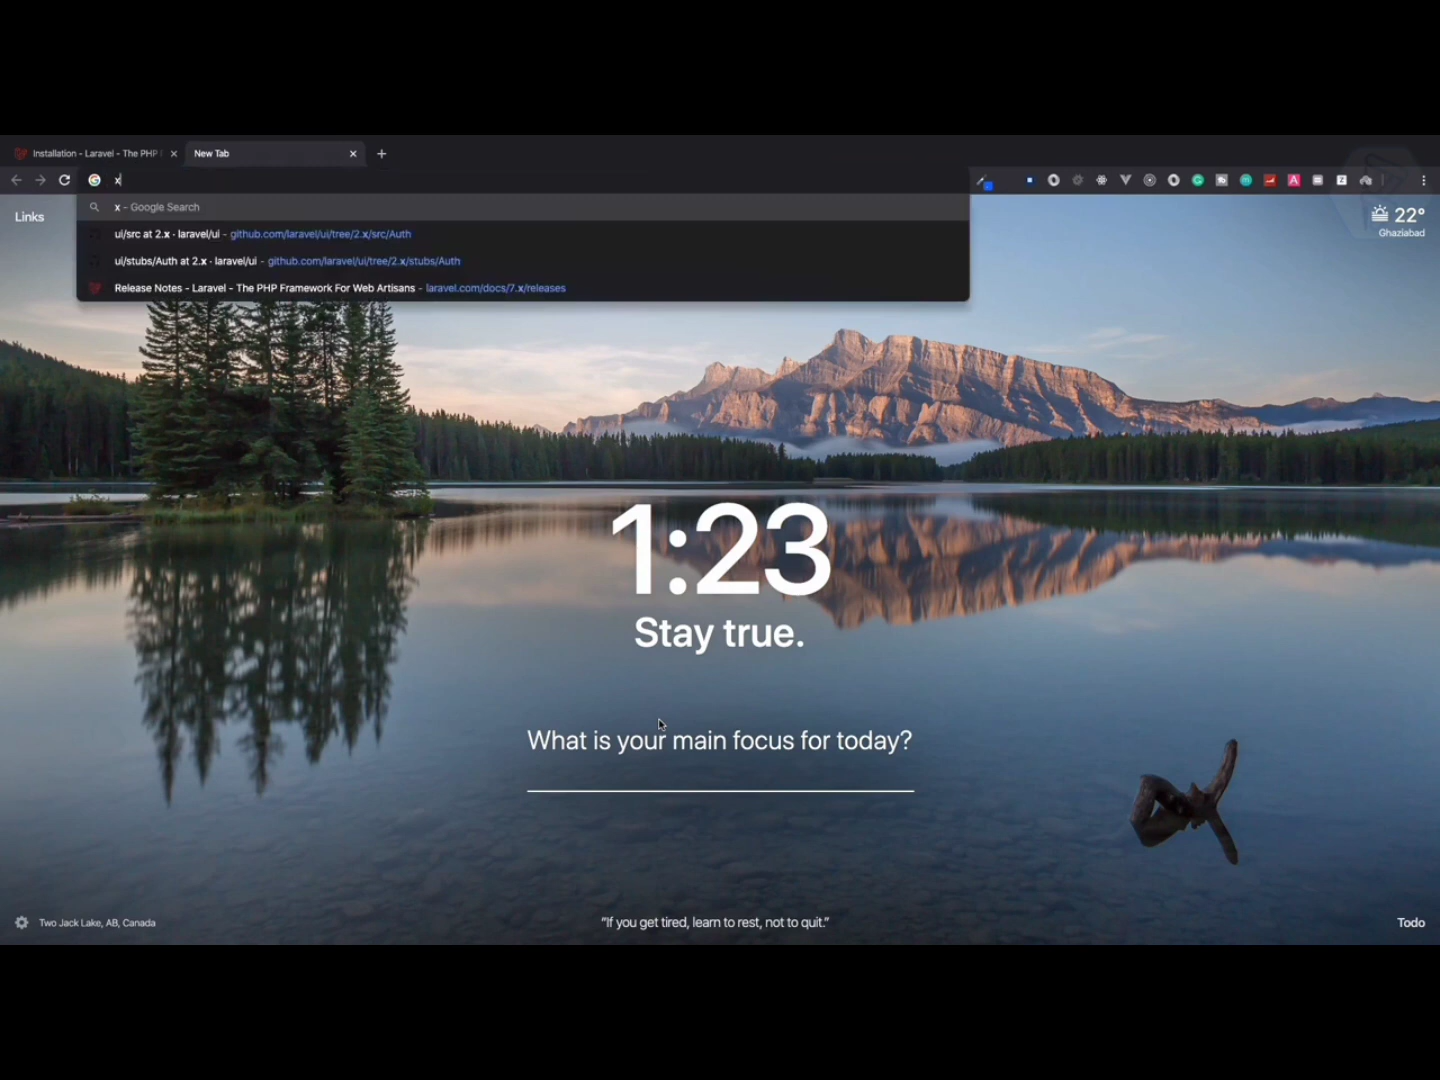 Installation - Laravel - The PHP
New Tab
x
x - Google Search
ui/src at 2.x · laravel/ui - github.com/laravel/ui/tree/2.x/src/Auth
ui/stubs/Auth at 2.x · laravel/ui - github.com/laravel/ui/tree/2.x/stubs/Auth
Release Notes - Laravel - The PHP Framework For Web Artisans - laravel.com/docs/7.x/releases
Links
22°
Ghaziabad
1:23
Stay true.
What is your main focus for today?
Two Jack Lake, AB, Canada
“If you get tired, learn to rest, not to quit.”
Todo